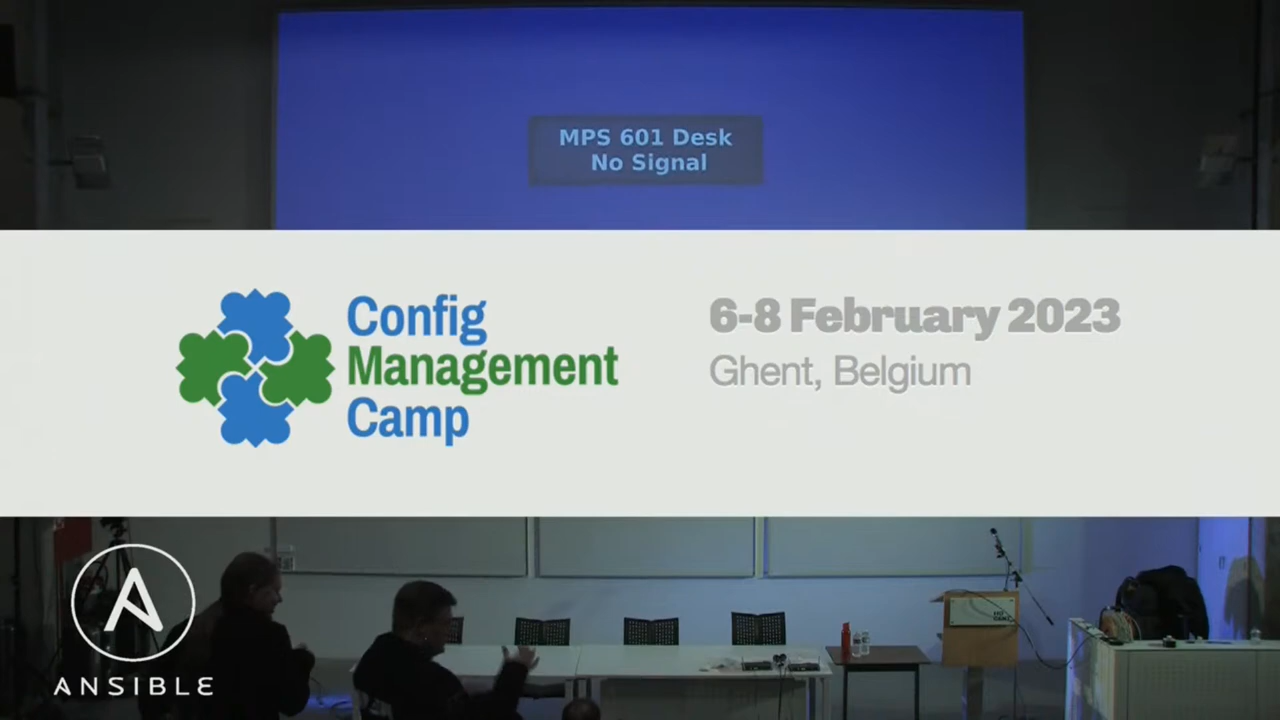 MPS 601 Desk
No Signal
Config
Management
Camp
6-8 February 2023
Ghent, Belgium
ANSIBLE